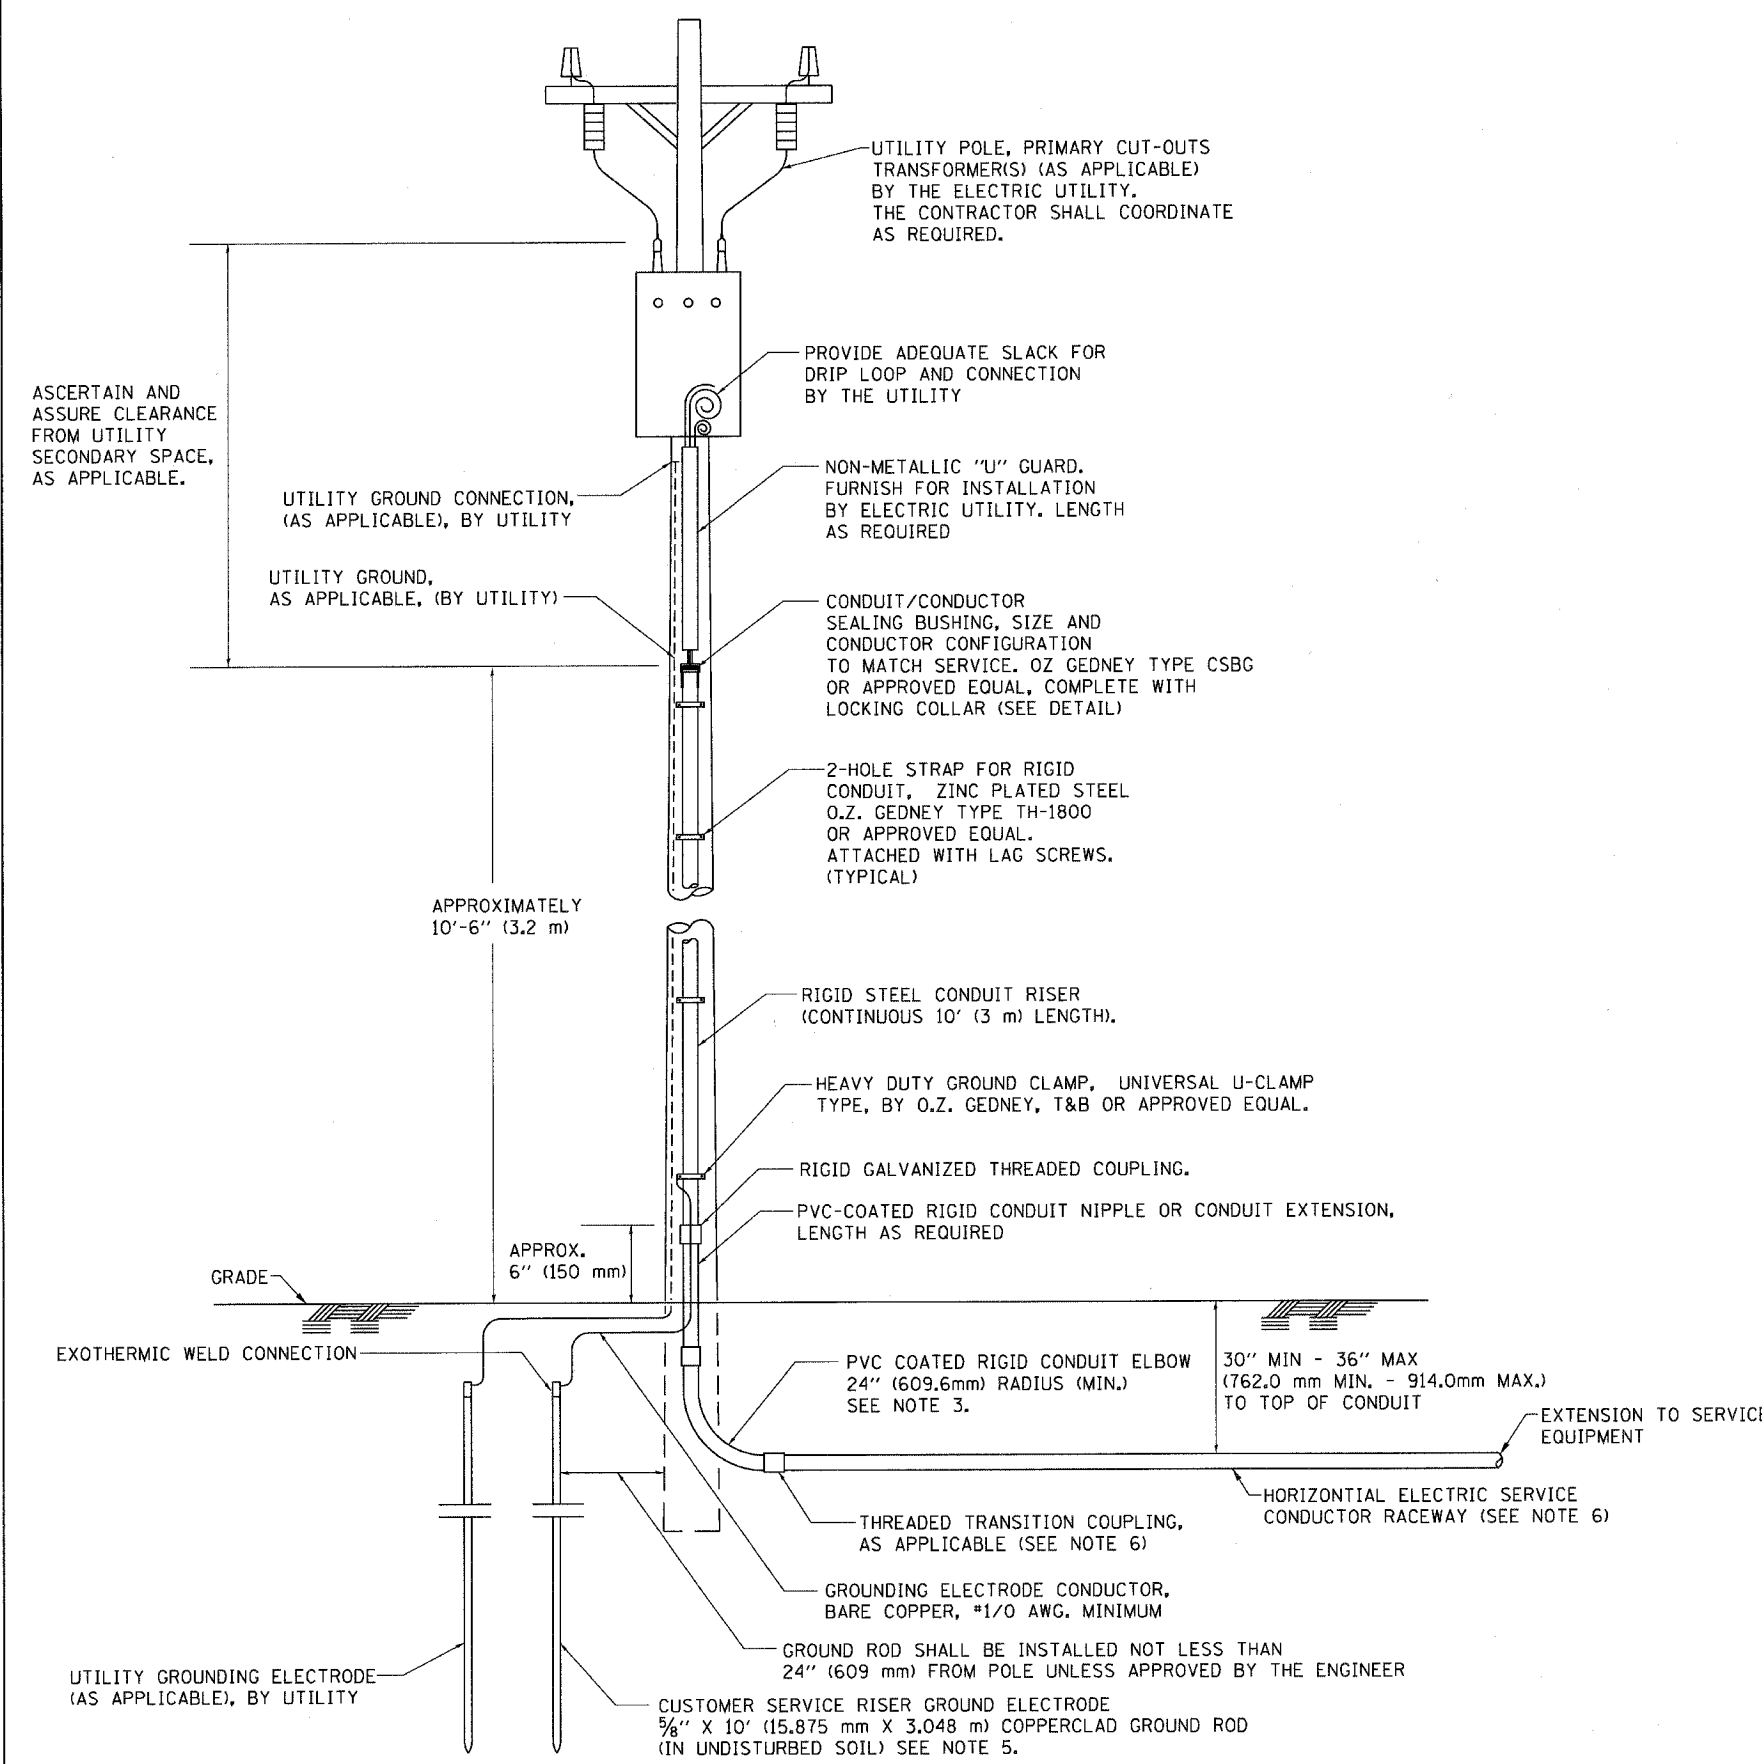 UTILITY POLE, PRIMARY CUT-OUTS
TRANSFORMER(S) (AS APPLICABLE)
BY THE ELECTRIC UTILITY.
THE CONTRACTOR SHALL COORDINATE
AS REQUIRED.
PROVIDE ADEQUATE SLACK FOR
DRIP LOOP AND CONNECTION
BY THE UTILITY
ASCERTAIN AND
ASSURE CLEARANCE
FROM UTILITY
SECONDARY SPACE,
AS APPLICABLE.
UTILITY GROUND CONNECTION,
(AS APPLICABLE), BY UTILITY
NON-METALLIC "U" GUARD.
FURNISH FOR INSTALLATION
BY ELECTRIC UTILITY. LENGTH
AS REQUIRED
UTILITY GROUND,
AS APPLICABLE, (BY UTILITY)
CONDUIT/CONDUCTOR
SEALING BUSHING, SIZE AND
CONDUCTOR CONFIGURATION
TO MATCH SERVICE. OZ GEDNEY TYPE CSBG
OR APPROVED EQUAL, COMPLETE WITH
LOCKING COLLAR (SEE DETAIL)
2-HOLE STRAP FOR RIGID
CONDUIT, ZINC PLATED STEEL
O.Z. GEDNEY TYPE TH-1800
OR APPROVED EQUAL.
ATTACHED WITH LAG SCREWS.
(TYPICAL)
APPROXIMATELY
10'-6" (3.2 m)
RIGID STEEL CONDUIT RISER
(CONTINUOUS 10' (3 m) LENGTH).
HEAVY DUTY GROUND CLAMP, UNIVERSAL U-CLAMP
TYPE, BY O.Z. GEDNEY, T&B OR APPROVED EQUAL.
RIGID GALVANIZED THREADED COUPLING.
PVC-COATED RIGID CONDUIT NIPPLE OR CONDUIT EXTENSION,
LENGTH AS REQUIRED
APPROX.
6" (150 mm)
GRADE
EXOTHERMIC WELD CONNECTION
PVC COATED RIGID CONDUIT ELBOW
24" (609.6mm) RADIUS (MIN.)
SEE NOTE 3.
30" MIN - 36" MAX
(762.0 mm MIN. - 914.0mm MAX.)
TO TOP OF CONDUIT
EXTENSION TO SERVICE
EQUIPMENT
HORIZONTIAL ELECTRIC SERVICE
CONDUCTOR RACEWAY (SEE NOTE 6)
THREADED TRANSITION COUPLING,
AS APPLICABLE (SEE NOTE 6)
GROUNDING ELECTRODE CONDUCTOR,
BARE COPPER, #1/0 AWG. MINIMUM
GROUND ROD SHALL BE INSTALLED NOT LESS THAN
24" (609 mm) FROM POLE UNLESS APPROVED BY THE ENGINEER
UTILITY GROUNDING ELECTRODE
(AS APPLICABLE), BY UTILITY
CUSTOMER SERVICE RISER GROUND ELECTRODE
5/8" X 10' (15.875 mm X 3.048 m) COPPERCLAD GROUND ROD
(IN UNDISTURBED SOIL) SEE NOTE 5.